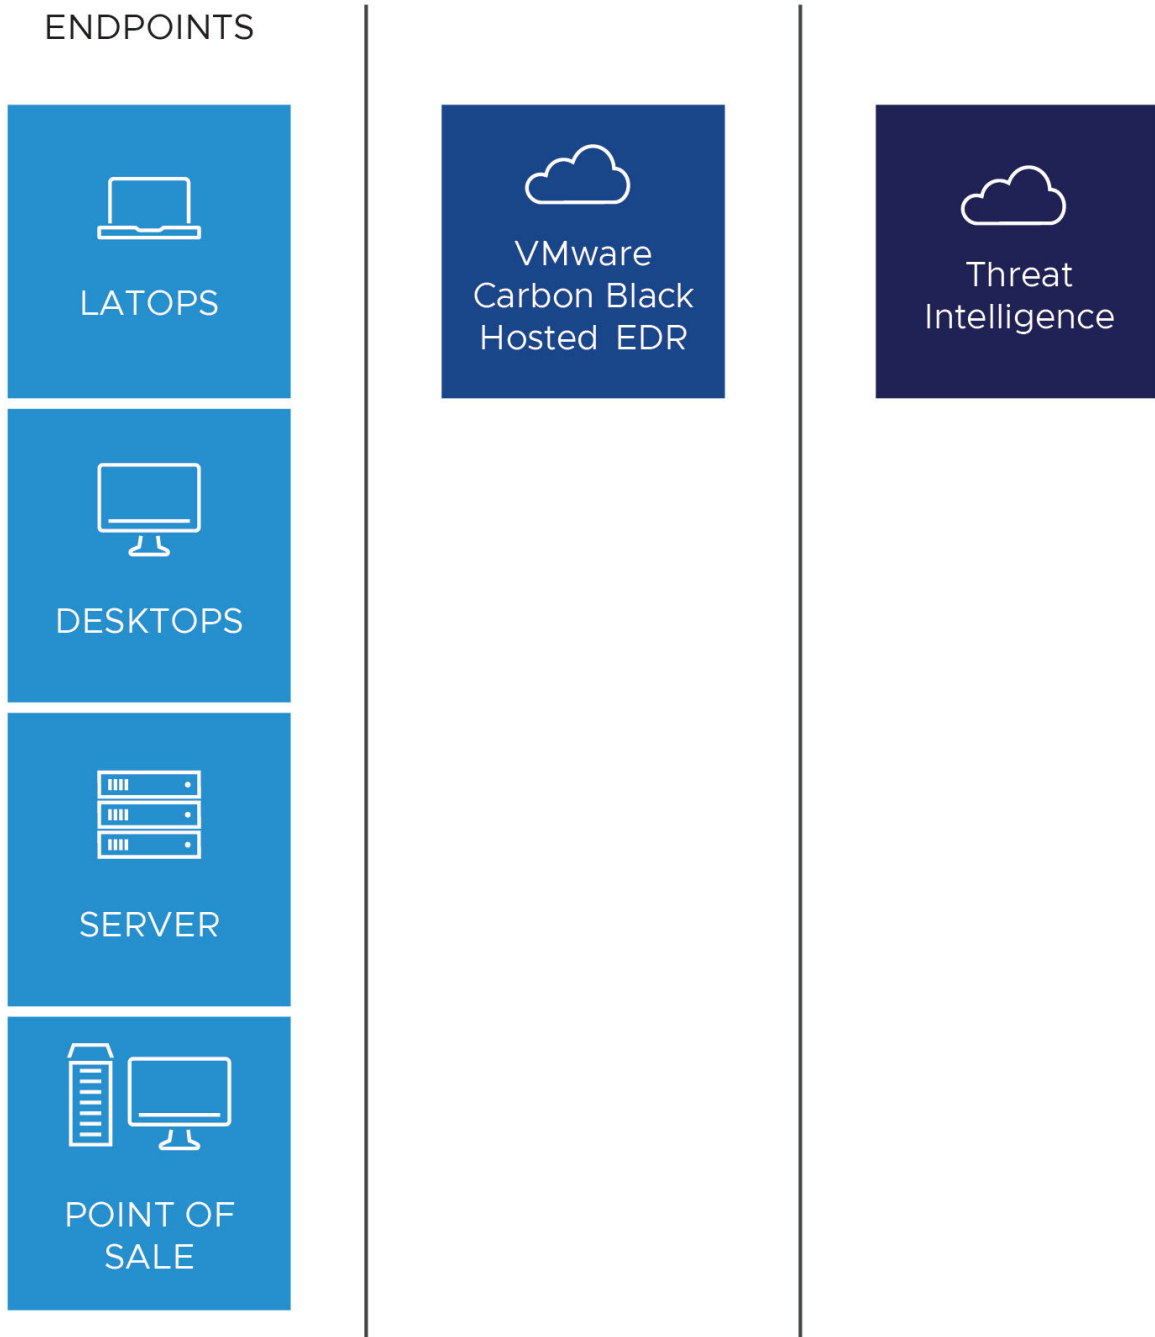 ENDPOINTS
LATOPS
DESKTOPS
SERVER
POINT OF
SALE
VMware
Carbon Black
Hosted EDR
Threat
Intelligence